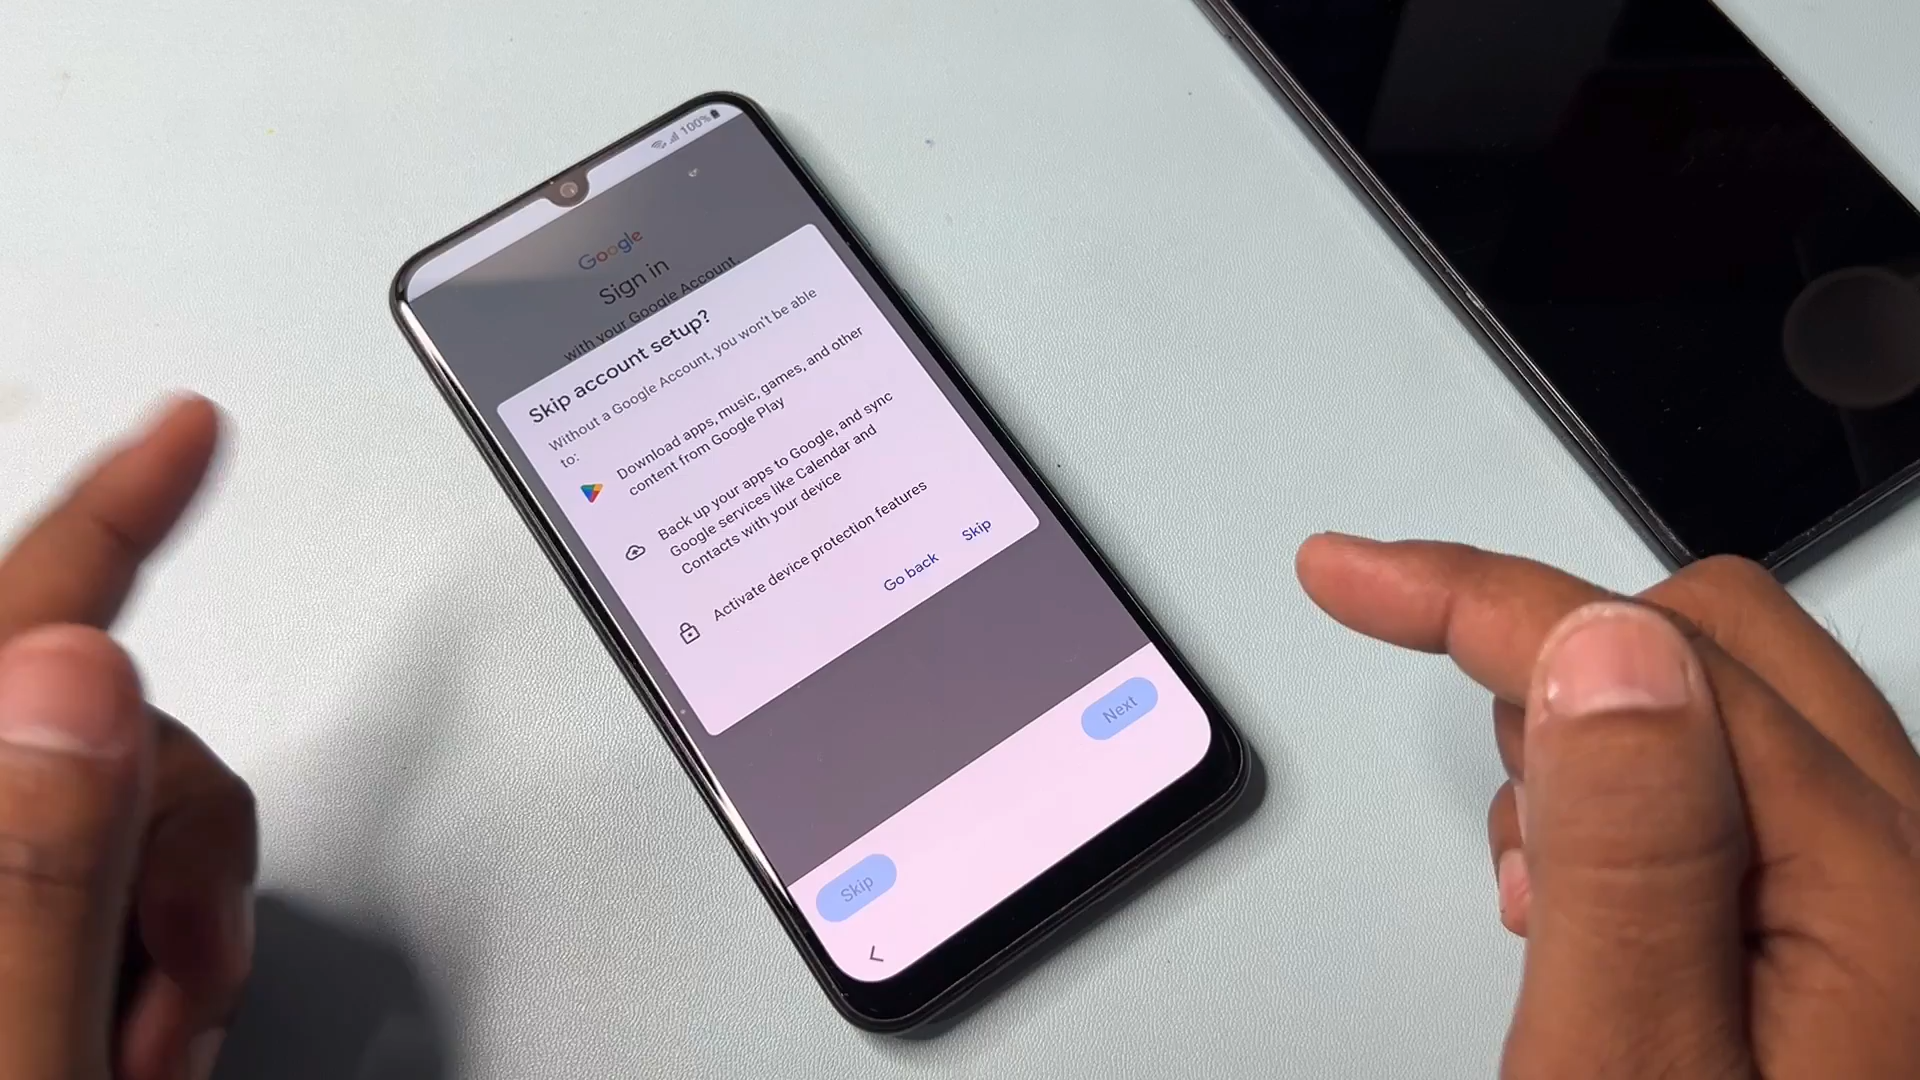 100%
Google
Sign in
with your Google Account.
Skip account setup?
Without a Google Account, you won't be able
to:
Download apps, music, games, and other
content from Google Play
Back up your apps to Google, and sync
Google services like Calendar and
Contacts with your device
Activate device protection features
Go back Skip
Next
Skip